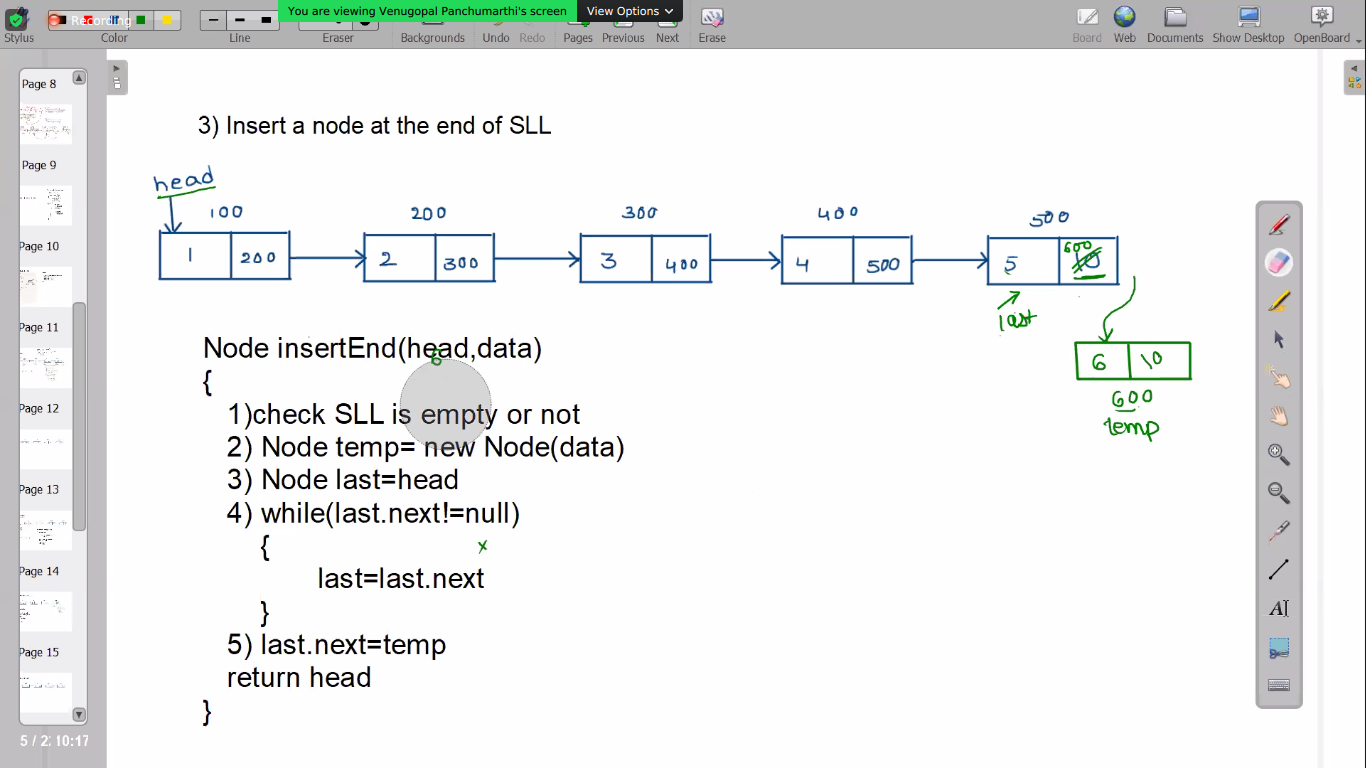 You are viewing Venugopal Panchumarthi's screen
View Options
Recording
Stylus
Color
Line
Eraser
Backgrounds
Undo
Redo
Pages
Previous
Next
Erase
Board
Web
Documents
Show Desktop
OpenBoard
Page 8
Page 9
Page 10
Page 11
Page 12
Page 13
Page 14
Page 15
5 / 2
10:17
3) Insert a node at the end of SLL
head
100 200 300 400 500
1 200 2 300 3 400 4 500 5 600 10
last
6 10
600
temp
Node insertEnd(head,data)
6
{
1)check SLL is empty or not
2) Node temp= new Node(data)
3) Node last=head
4) while(last.next!=null)
{
x
last=last.next
}
5) last.next=temp
return head
}
AI